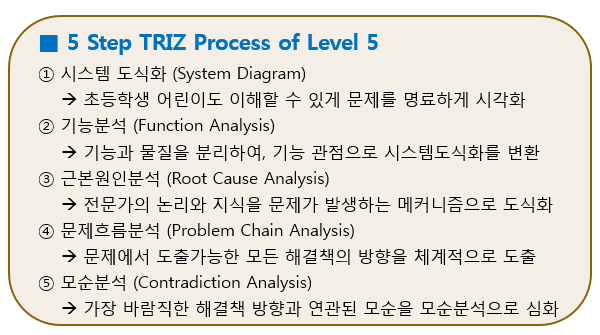 ■ 5 Step TRIZ Process of Level 5
① 시스템 도식화 (System Diagram)
→ 초등학생 어린이도 이해할 수 있게 문제를 명료하게 시각화
② 기능분석 (Function Analysis)
→ 기능과 물질을 분리하여, 기능 관점으로 시스템도식화를 변환
③ 근본원인분석 (Root Cause Analysis)
→ 전문가의 논리와 지식을 문제가 발생하는 메커니즘으로 도식화
④ 문제흐름분석 (Problem Chain Analysis)
→ 문제에서 도출가능한 모든 해결책의 방향을 체계적으로 도출
⑤ 모순분석 (Contradiction Analysis)
→ 가장 바람직한 해결책 방향과 연관된 모순을 모순분석으로 심화